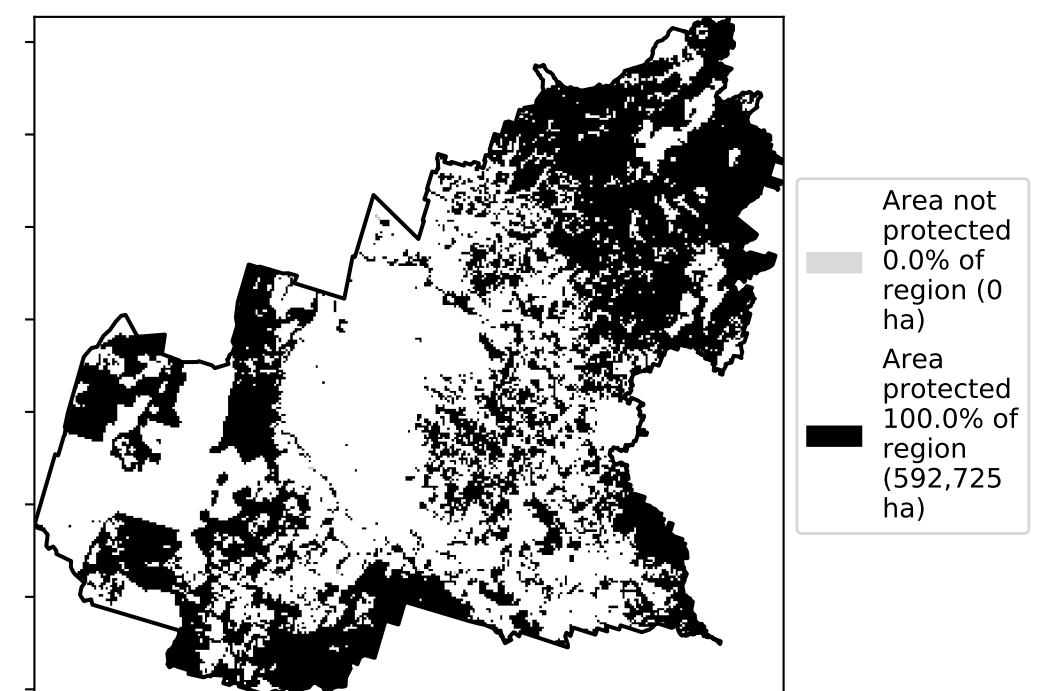 Area not
protected
0.0% of
region (0
ha)
Area
protected
100.0% of
region
(592,725
ha)